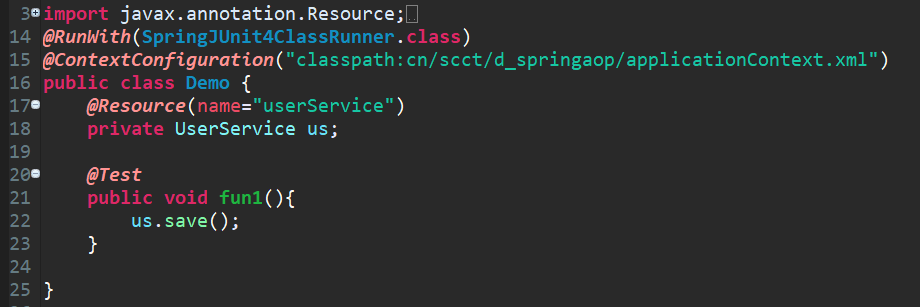 3 import javax.annotation.Resource;
14 @RunWith(SpringJUnit4ClassRunner.class)
15 @ContextConfiguration("classpath:cn/scct/d_springaop/applicationContext.xml")
16 public class Demo {
17     @Resource(name="userService")
18     private UserService us;
19
20     @Test
21     public void fun1(){
22         us.save();
23     }
24
25 }